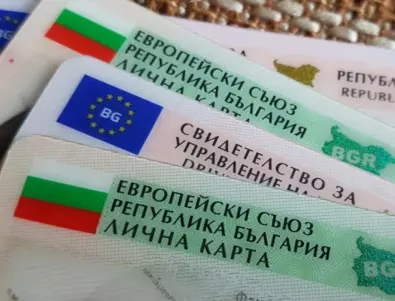 ЕВРОПЕЙСКИ СЪЮЗ
РЕПУБЛИКА БЪЛГАРИЯ
ЛИЧНА КАРТА
BGR
РЕПУБЛ
REPUBL
BG
СВИДЕТЕЛСТВО ЗА
УПРАВЛЕНИЕ НА
ЕВРОПЕЙСКИ СЪЮЗ
РЕПУБЛИКА БЪЛГАРИЯ
ЛИЧНА КАРТА
BGR